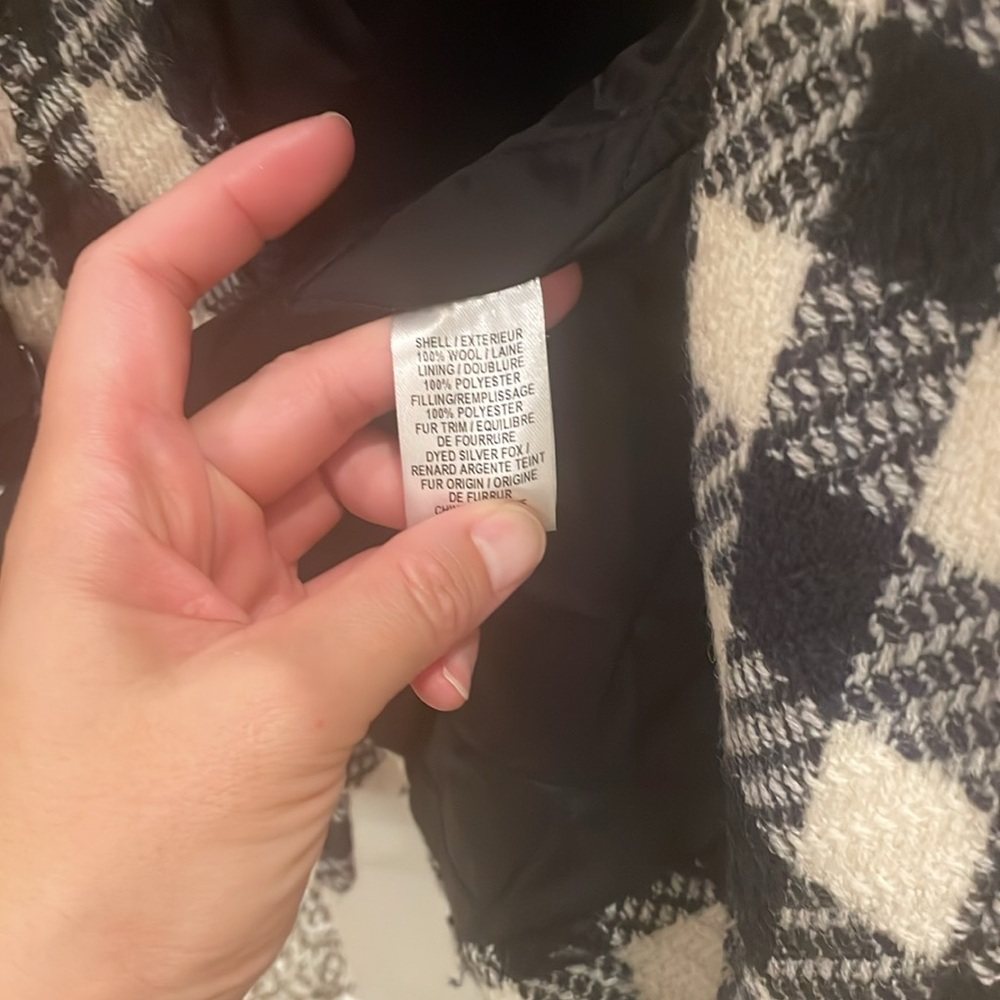 SHELL / EXTERIEUR
100% WOOL / LAINE
LINING / DOUBLURE
100% POLYESTER
FILLING/REMPLISSAGE
100% POLYESTER
FUR TRIM / EQUILIBRE
DE FOURRURE
DYED SILVER FOX /
RENARD ARGENTE TEINT
FUR ORIGIN / ORIGINE
DE FURRUR